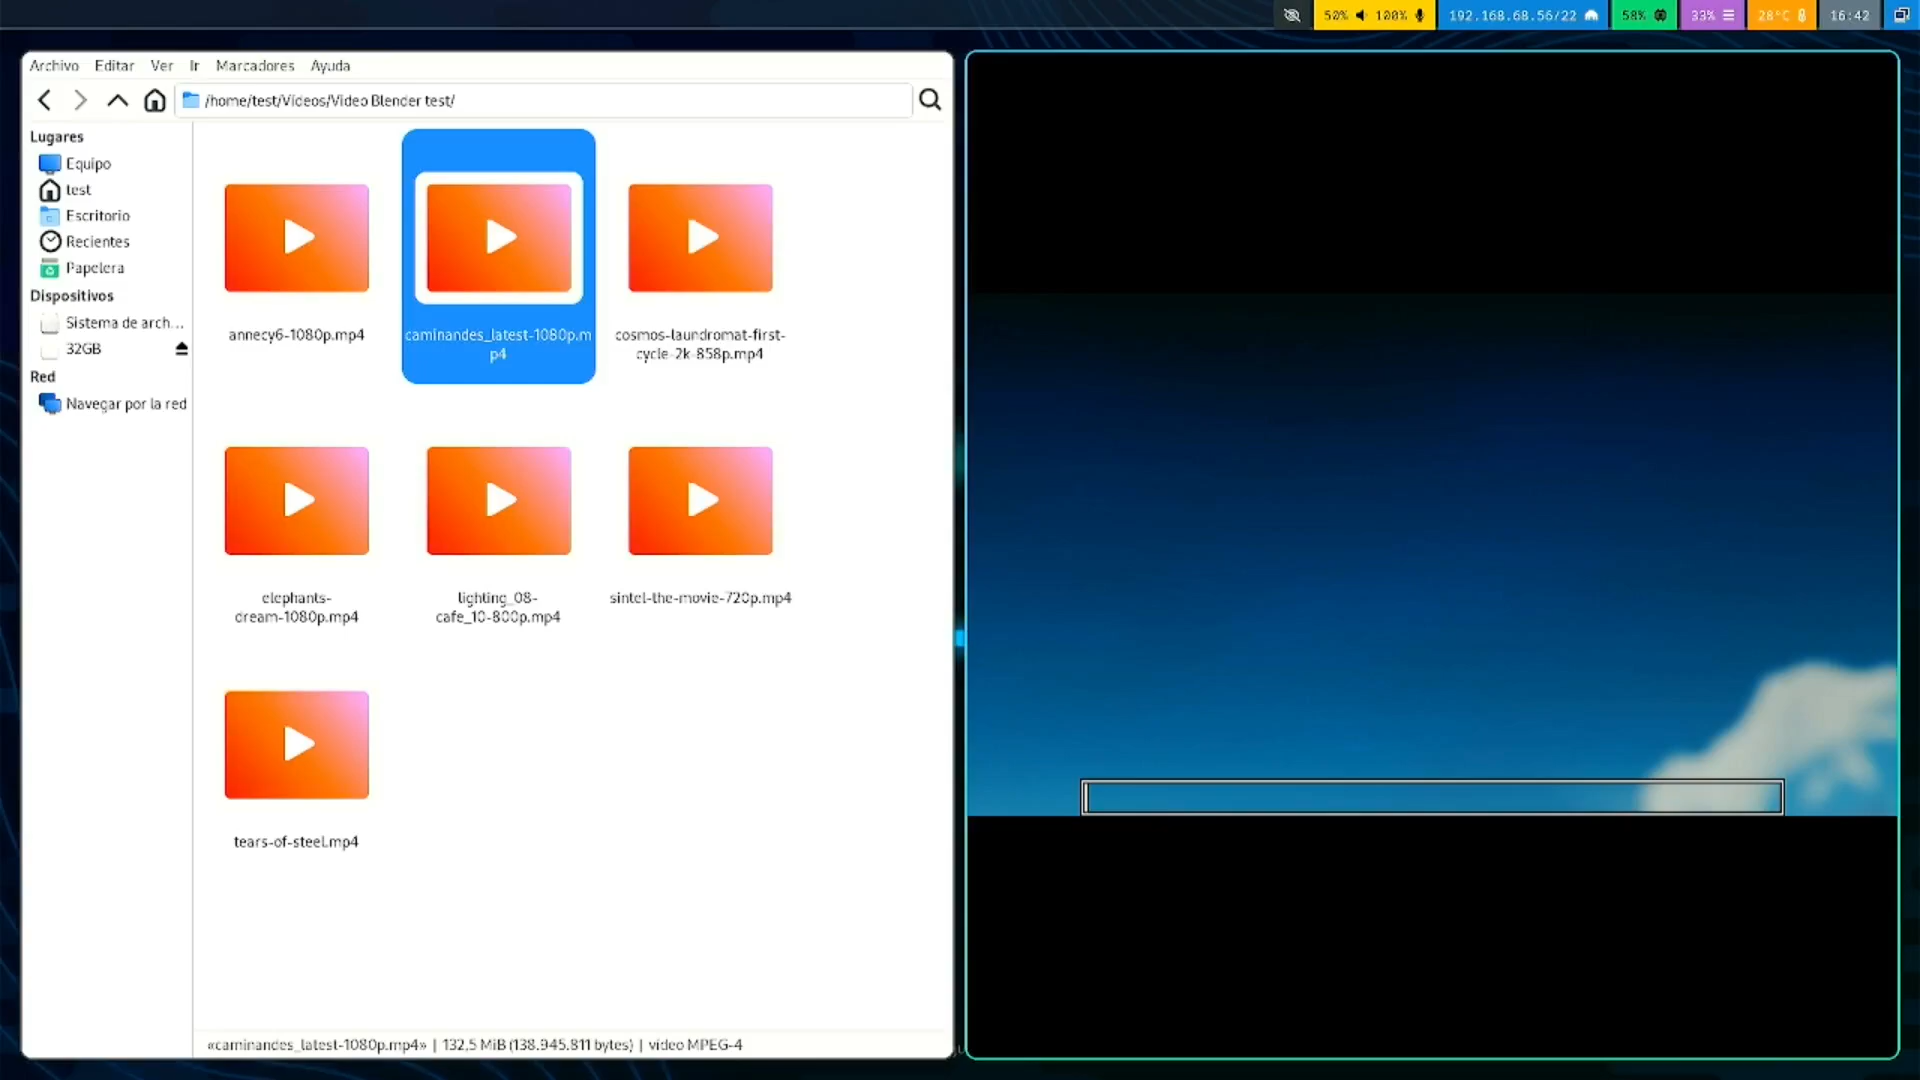 50% 100%
192.168.68.56/22
58%
33%
28°C
16:42
Archivo Editar Ver Ir Marcadores Ayuda
/home/test/Vídeos/Video Blender test/
Lugares
Equipo
test
Escritorio
Recientes
Papelera
Dispositivos
Sistema de arch...
32GB
Red
Navegar por la red
annecy6-1080p.mp4
caminandes_latest-1080p.m
p4
cosmos-laundromat-first-
cycle-2k-858p.mp4
elephants-
dream-1080p.mp4
lighting_08-
cafe_10-800p.mp4
sintel-the-movie-720p.mp4
tears-of-steel.mp4
«caminandes_latest-1080p.mp4» | 132,5 MiB (138.945.811 bytes) | vídeo MPEG-4